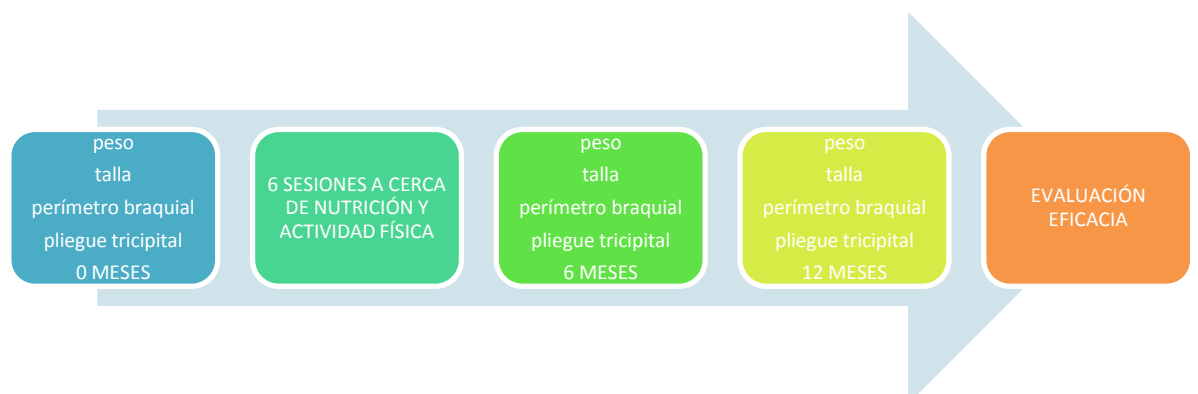 peso
talla
perímetro braquial
pliegue tricipital
0 MESES
6 SESIONES A CERCA
DE NUTRICIÓN Y
ACTIVIDAD FÍSICA
peso
talla
perímetro braquial
pliegue tricipital
6 MESES
peso
talla
perímetro braquial
pliegue tricipital
12 MESES
EVALUACIÓN
EFICACIA